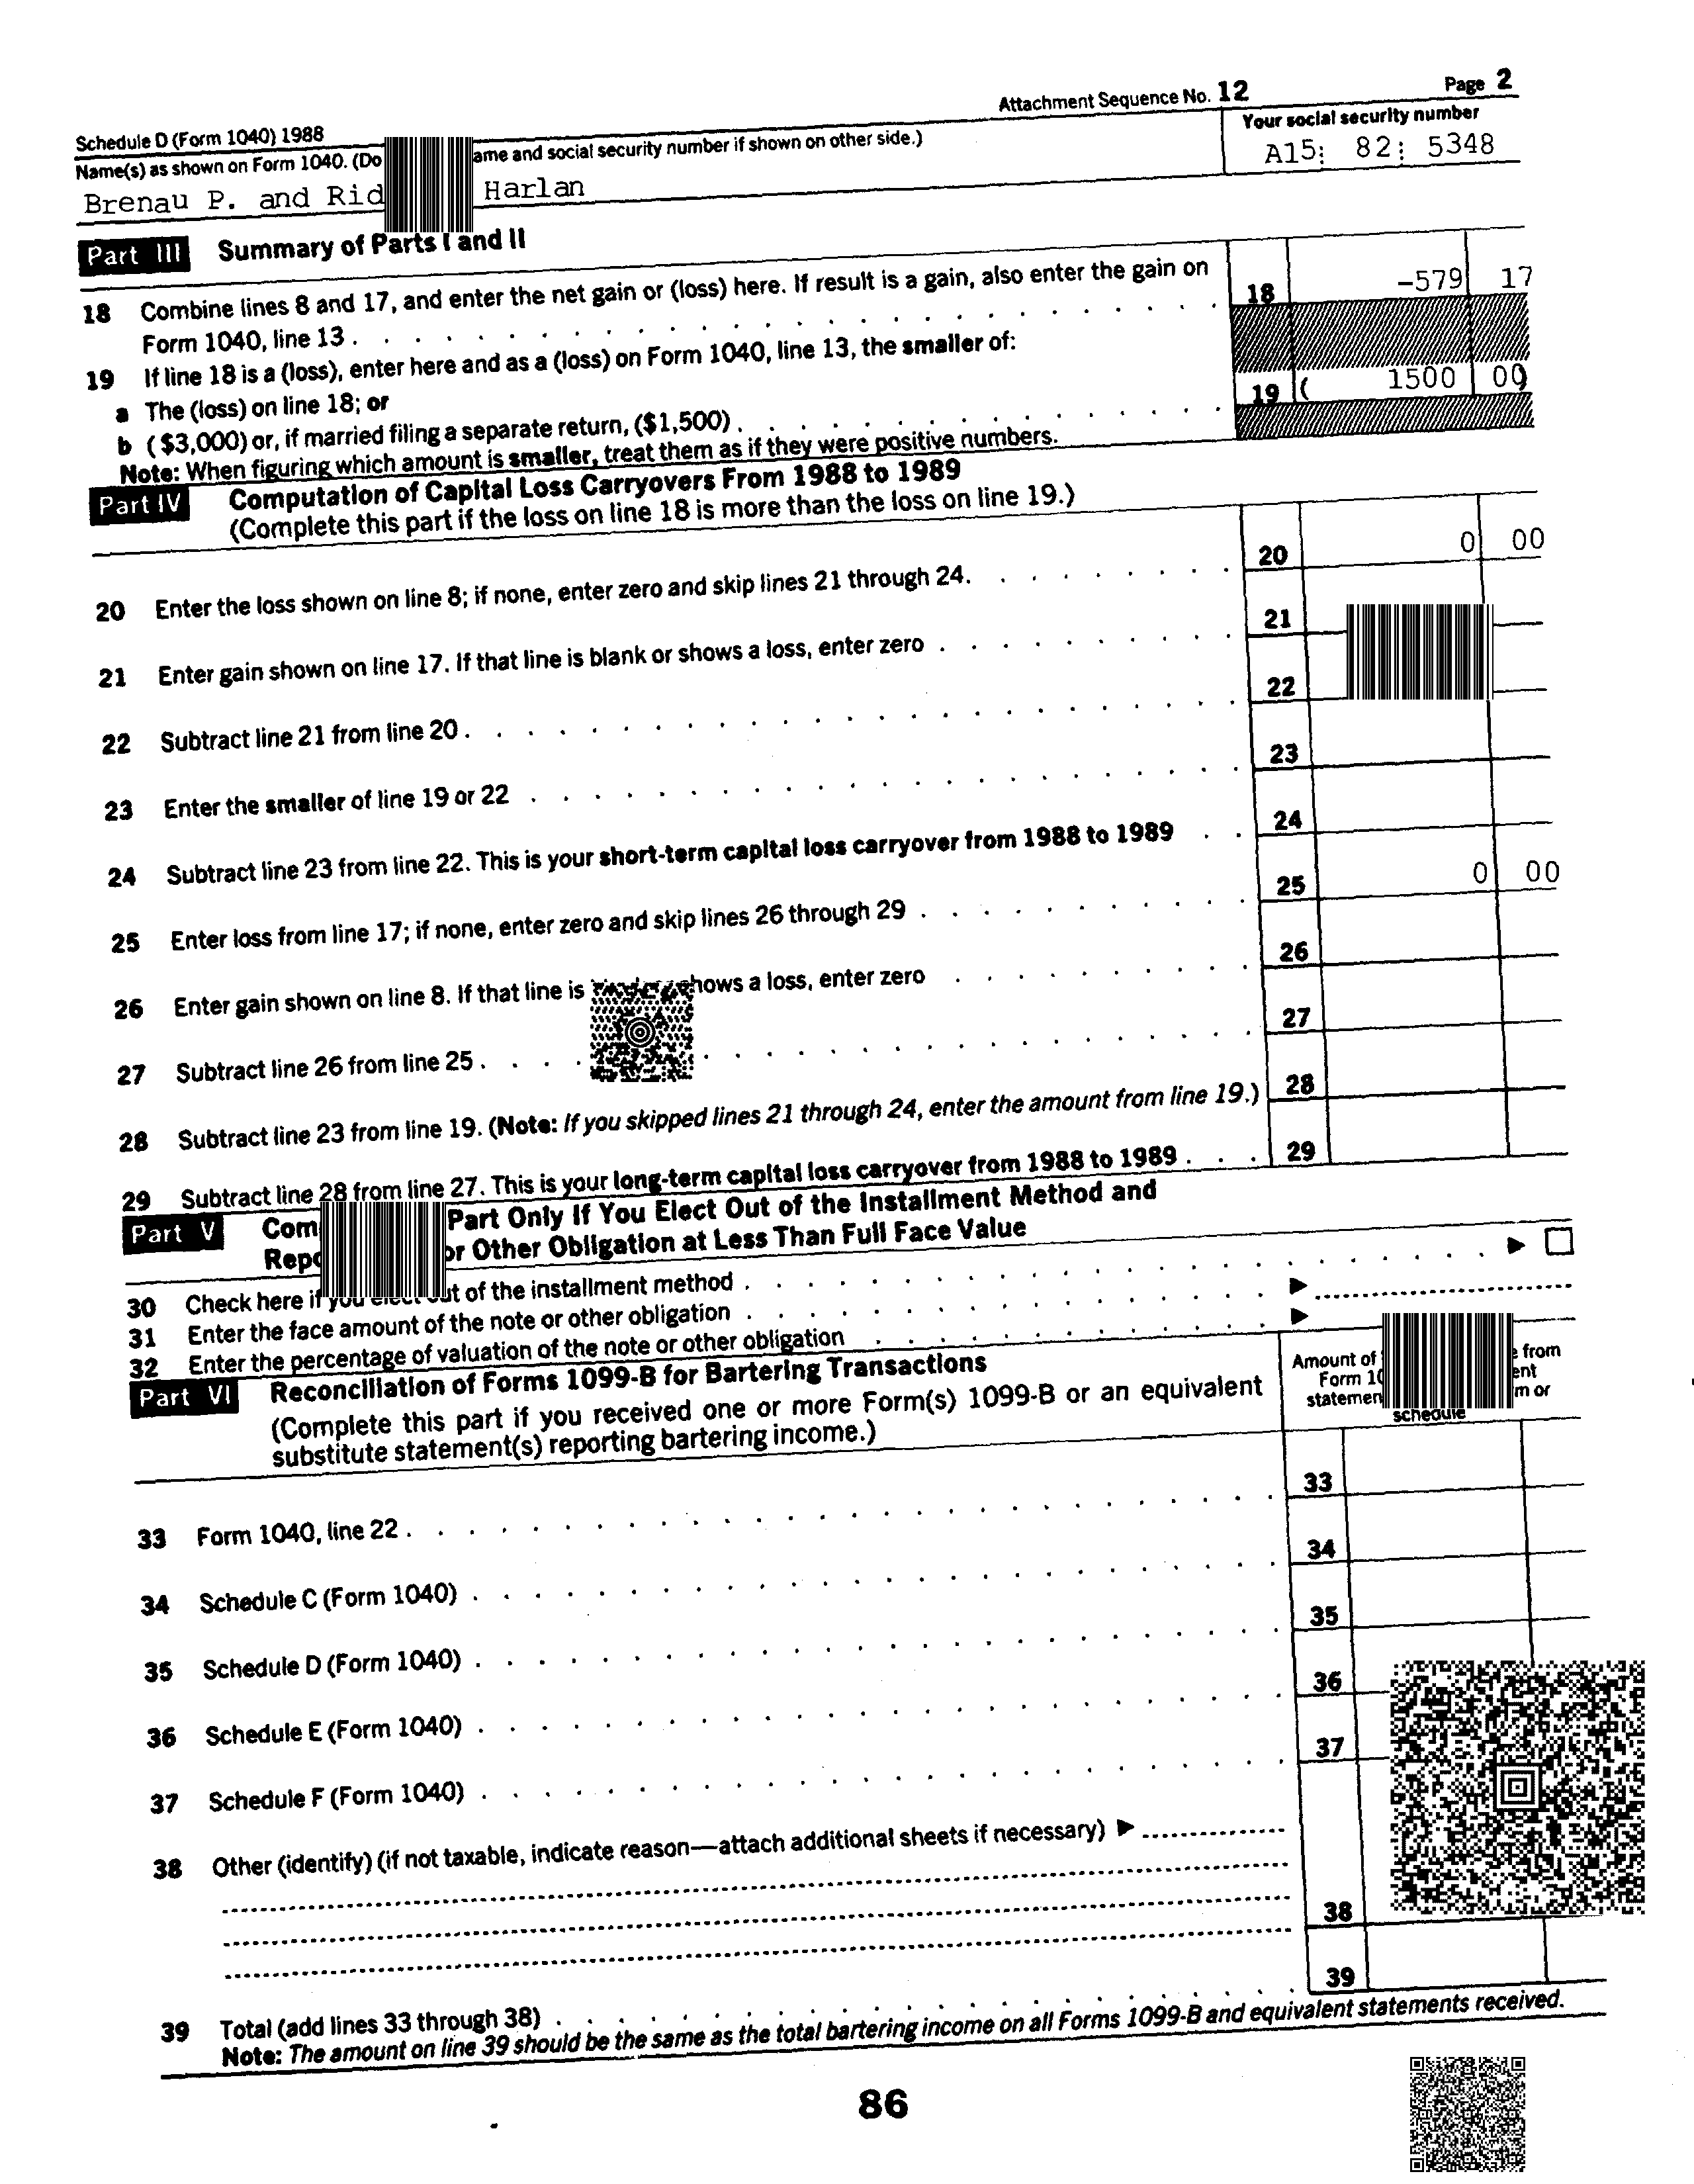 Attachment Sequence No. 12 Page 2
Schedule D (Form 1040) 1988
Name(s) as shown on Form 1040. (Do ame and social security number if shown on other side.) Your social security number
Brenau P. and Rid Harlan A15: 82: 5348
Part III Summary of Parts I and II
18 Combine lines 8 and 17, and enter the net gain or (loss) here. If result is a gain, also enter the gain on
Form 1040, line 13 . . . 18 -579 17
19 If line 18 is a (loss), enter here and as a (loss) on Form 1040, line 13, the smaller of:
a The (loss) on line 18; or
b ($3,000) or, if married filing a separate return, ($1,500) . . . 19 ( 1500 00)
Note: When figuring which amount is smaller, treat them as if they were positive numbers.
Part IV Computation of Capital Loss Carryovers From 1988 to 1989
(Complete this part if the loss on line 18 is more than the loss on line 19.)
20 Enter the loss shown on line 8; if none, enter zero and skip lines 21 through 24. . . . 20 0 00
21 Enter gain shown on line 17. If that line is blank or shows a loss, enter zero . . . 21
22 Subtract line 21 from line 20 . . . 22
23 Enter the smaller of line 19 or 22 . . . 23
24 Subtract line 23 from line 22. This is your short-term capital loss carryover from 1988 to 1989 . . 24
25 Enter loss from line 17; if none, enter zero and skip lines 26 through 29 . . . 25 0 00
26 Enter gain shown on line 8. If that line is hows a loss, enter zero . . . 26
27 Subtract line 26 from line 25 . . . 27
28 Subtract line 23 from line 19. (Note: If you skipped lines 21 through 24, enter the amount from line 19.) 28
29 Subtract line 28 from line 27. This is your long-term capital loss carryover from 1988 to 1989 . . . 29
Part V Com Part Only If You Elect Out of the Installment Method and
Repo or Other Obligation at Less Than Full Face Value
30 Check here if you elect out of the installment method . . . ▶ ☐
31 Enter the face amount of the note or other obligation . . . ▶
32 Enter the percentage of valuation of the note or other obligation . . . ▶
Part VI Reconciliation of Forms 1099-B for Bartering Transactions
(Complete this part if you received one or more Form(s) 1099-B or an equivalent
substitute statement(s) reporting bartering income.)
Amount of e from
Form 10 ent
statemen m or
schedule
33 Form 1040, line 22 . . . 33
34 Schedule C (Form 1040) . . . 34
35 Schedule D (Form 1040) . . . 35
36 Schedule E (Form 1040) . . . 36
37 Schedule F (Form 1040) . . . 37
38 Other (identify) (if not taxable, indicate reason—attach additional sheets if necessary) ▶
38
39 Total (add lines 33 through 38) . . . 39
Note: The amount on line 39 should be the same as the total bartering income on all Forms 1099-B and equivalent statements received.
86